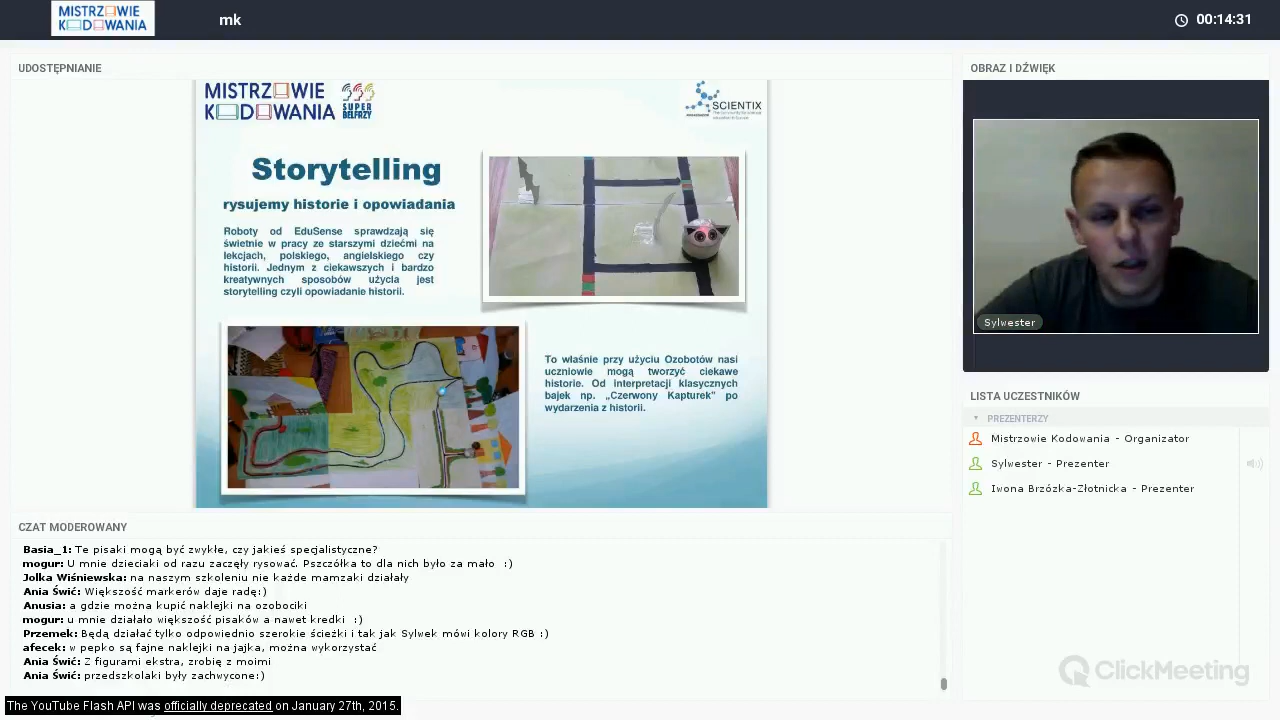 MISTRZOWIE
KODOWANIA
mk
00:14:31
UDOSTĘPNIANIE
MISTRZOWIE
KODOWANIA
SUPER
BELFRZY
SCIENTIX
Storytelling
rysujemy historie i opowiadania
Roboty od EduSense sprawdzają się
świetnie w pracy ze starszymi dziećmi na
lekcjach, polskiego, angielskiego czy
historii. Jednym z ciekawszych i bardzo
kreatywnych sposobów użycia jest
storytelling czyli opowiadanie historii.
To właśnie przy użyciu Ozobotów nasi
uczniowie mogą tworzyć ciekawe
historie. Od interpretacji klasycznych
bajek np. „Czerwony Kapturek” po
wydarzenia z historii.
OBRAZ I DŹWIĘK
Sylwester
LISTA UCZESTNIKÓW
PREZENTERZY
Mistrzowie Kodowania - Organizator
Sylwester - Prezenter
Iwona Brzózka-Złotnicka - Prezenter
CZAT MODEROWANY
Basia_1: Te pisaki mogą być zwykłe, czy jakieś specjalistyczne?
mogur: U mnie dzieciaki od razu zaczęły rysować. Pszczółka to dla nich było za mało :)
Jolka Wiśniewska: na naszym szkoleniu nie każde mamzaki działały
Ania Świć: Większość markerów daje radę:)
Anusia: a gdzie można kupić naklejki na ozobociki
mogur: u mnie działało większość pisaków a nawet kredki :)
Przemek: Będą działać tylko odpowiednio szerokie ścieżki i tak jak Sylwek mówi kolory RGB :)
afecek: w pepko są fajne naklejki na jajka, można wykorzystać
Ania Świć: Z figurami ekstra, zrobię z moimi
Ania Świć: przedszkolaki były zachwycone:)
ClickMeeting
The YouTube Flash API was officially deprecated on January 27th, 2015.